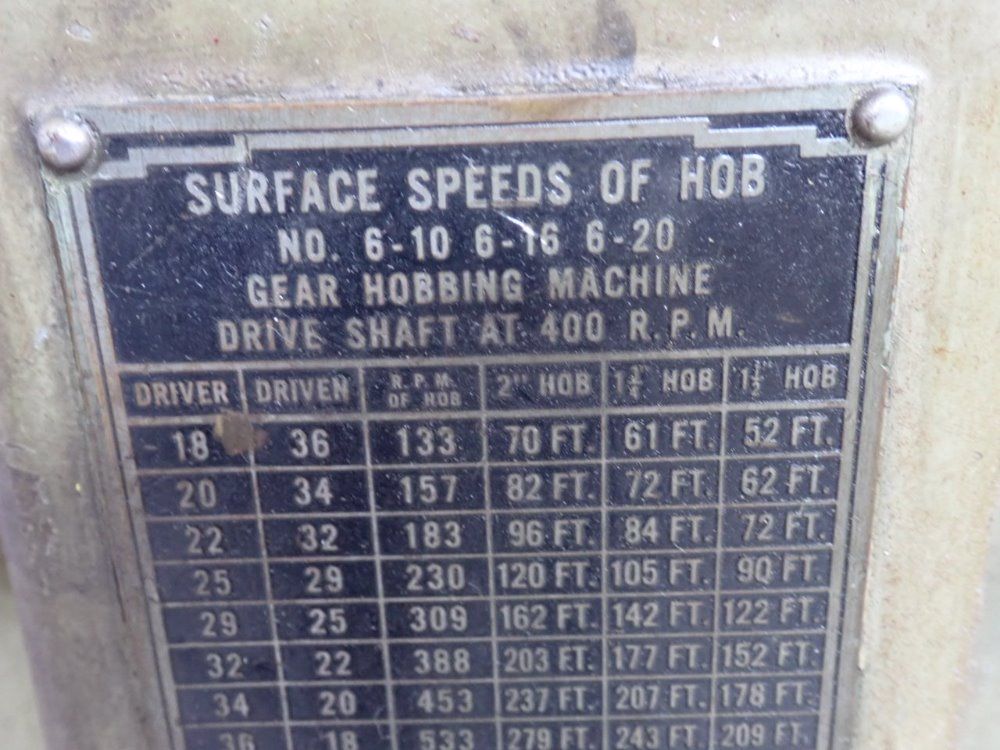 SURFACE SPEEDS OF HOB
NO. 6-10 6-16 6-20
GEAR HOBBING MACHINE
DRIVE SHAFT AT 400 R.P.M.
DRIVER DRIVEN R.P.M. OF HOB 2" HOB 1¾" HOB 1½" HOB
18 36 133 70 FT. 61 FT. 52 FT.
20 34 157 82 FT. 72 FT. 62 FT.
22 32 183 96 FT. 84 FT. 72 FT.
25 29 230 120 FT. 105 FT. 90 FT.
29 25 309 162 FT. 142 FT. 122 FT.
32 22 388 203 FT. 177 FT. 152 FT.
34 20 453 237 FT. 207 FT. 178 FT.
36 18 533 279 FT. 243 FT. 209 FT.